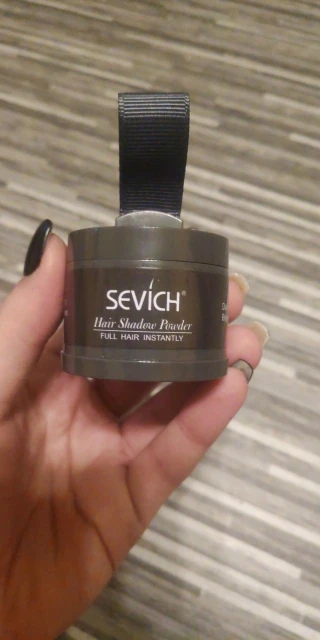 SEVICH®
Hair Shadow Powder
FULL HAIR INSTANTLY